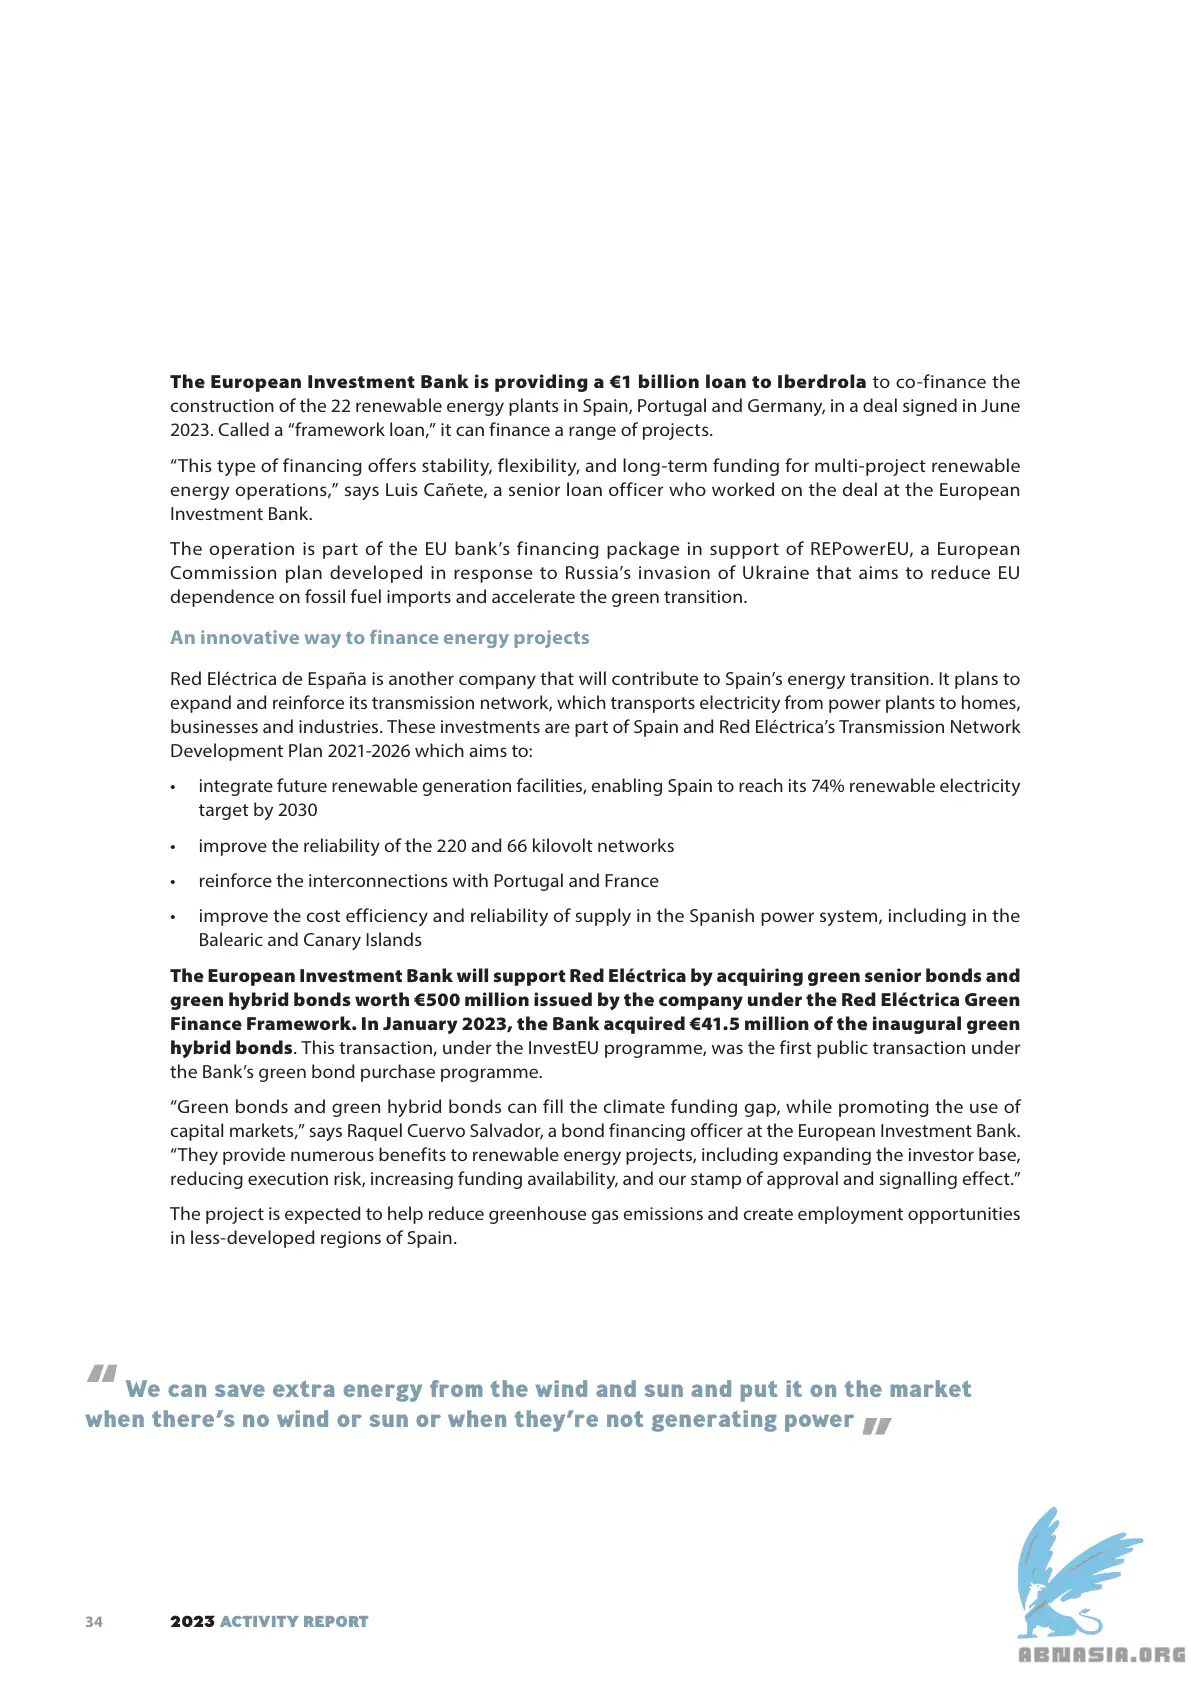 The European Investment Bank is providing a €1 billion loan to Iberdrola to co-finance the
construction of the 22 renewable energy plants in Spain, Portugal and Germany, in a deal signed in June
2023. Called a “framework loan,” it can finance a range of projects.
“This type of financing offers stability, flexibility, and long-term funding for multi-project renewable
energy operations,” says Luis Cañete, a senior loan officer who worked on the deal at the European
Investment Bank.
The operation is part of the EU bank’s financing package in support of REPowerEU, a European
Commission plan developed in response to Russia’s invasion of Ukraine that aims to reduce EU
dependence on fossil fuel imports and accelerate the green transition.
An innovative way to finance energy projects
Red Eléctrica de España is another company that will contribute to Spain’s energy transition. It plans to
expand and reinforce its transmission network, which transports electricity from power plants to homes,
businesses and industries. These investments are part of Spain and Red Eléctrica’s Transmission Network
Development Plan 2021-2026 which aims to:
• integrate future renewable generation facilities, enabling Spain to reach its 74% renewable electricity
target by 2030
• improve the reliability of the 220 and 66 kilovolt networks
• reinforce the interconnections with Portugal and France
• improve the cost efficiency and reliability of supply in the Spanish power system, including in the
Balearic and Canary Islands
The European Investment Bank will support Red Eléctrica by acquiring green senior bonds and
green hybrid bonds worth €500 million issued by the company under the Red Eléctrica Green
Finance Framework. In January 2023, the Bank acquired €41.5 million of the inaugural green
hybrid bonds. This transaction, under the InvestEU programme, was the first public transaction under
the Bank’s green bond purchase programme.
“Green bonds and green hybrid bonds can fill the climate funding gap, while promoting the use of
capital markets,” says Raquel Cuervo Salvador, a bond financing officer at the European Investment Bank.
“They provide numerous benefits to renewable energy projects, including expanding the investor base,
reducing execution risk, increasing funding availability, and our stamp of approval and signalling effect.”
The project is expected to help reduce greenhouse gas emissions and create employment opportunities
in less-developed regions of Spain.
" We can save extra energy from the wind and sun and put it on the market
when there’s no wind or sun or when they’re not generating power "
34 2023 ACTIVITY REPORT
ABNASIA.ORG